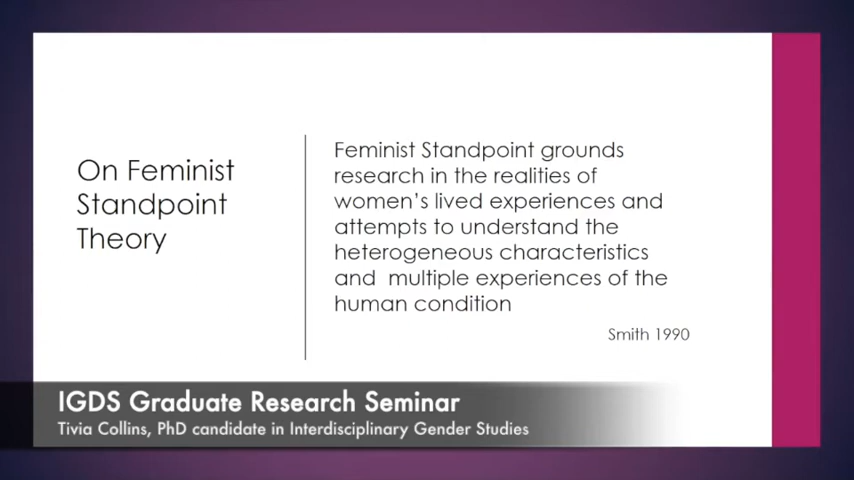 On Feminist
Standpoint
Theory
Feminist Standpoint grounds
research in the realities of
women's lived experiences and
attempts to understand the
heterogeneous characteristics
and  multiple experiences of the
human condition
Smith 1990
IGDS Graduate Research Seminar
Tivia Collins, PhD candidate in Interdisciplinary Gender Studies